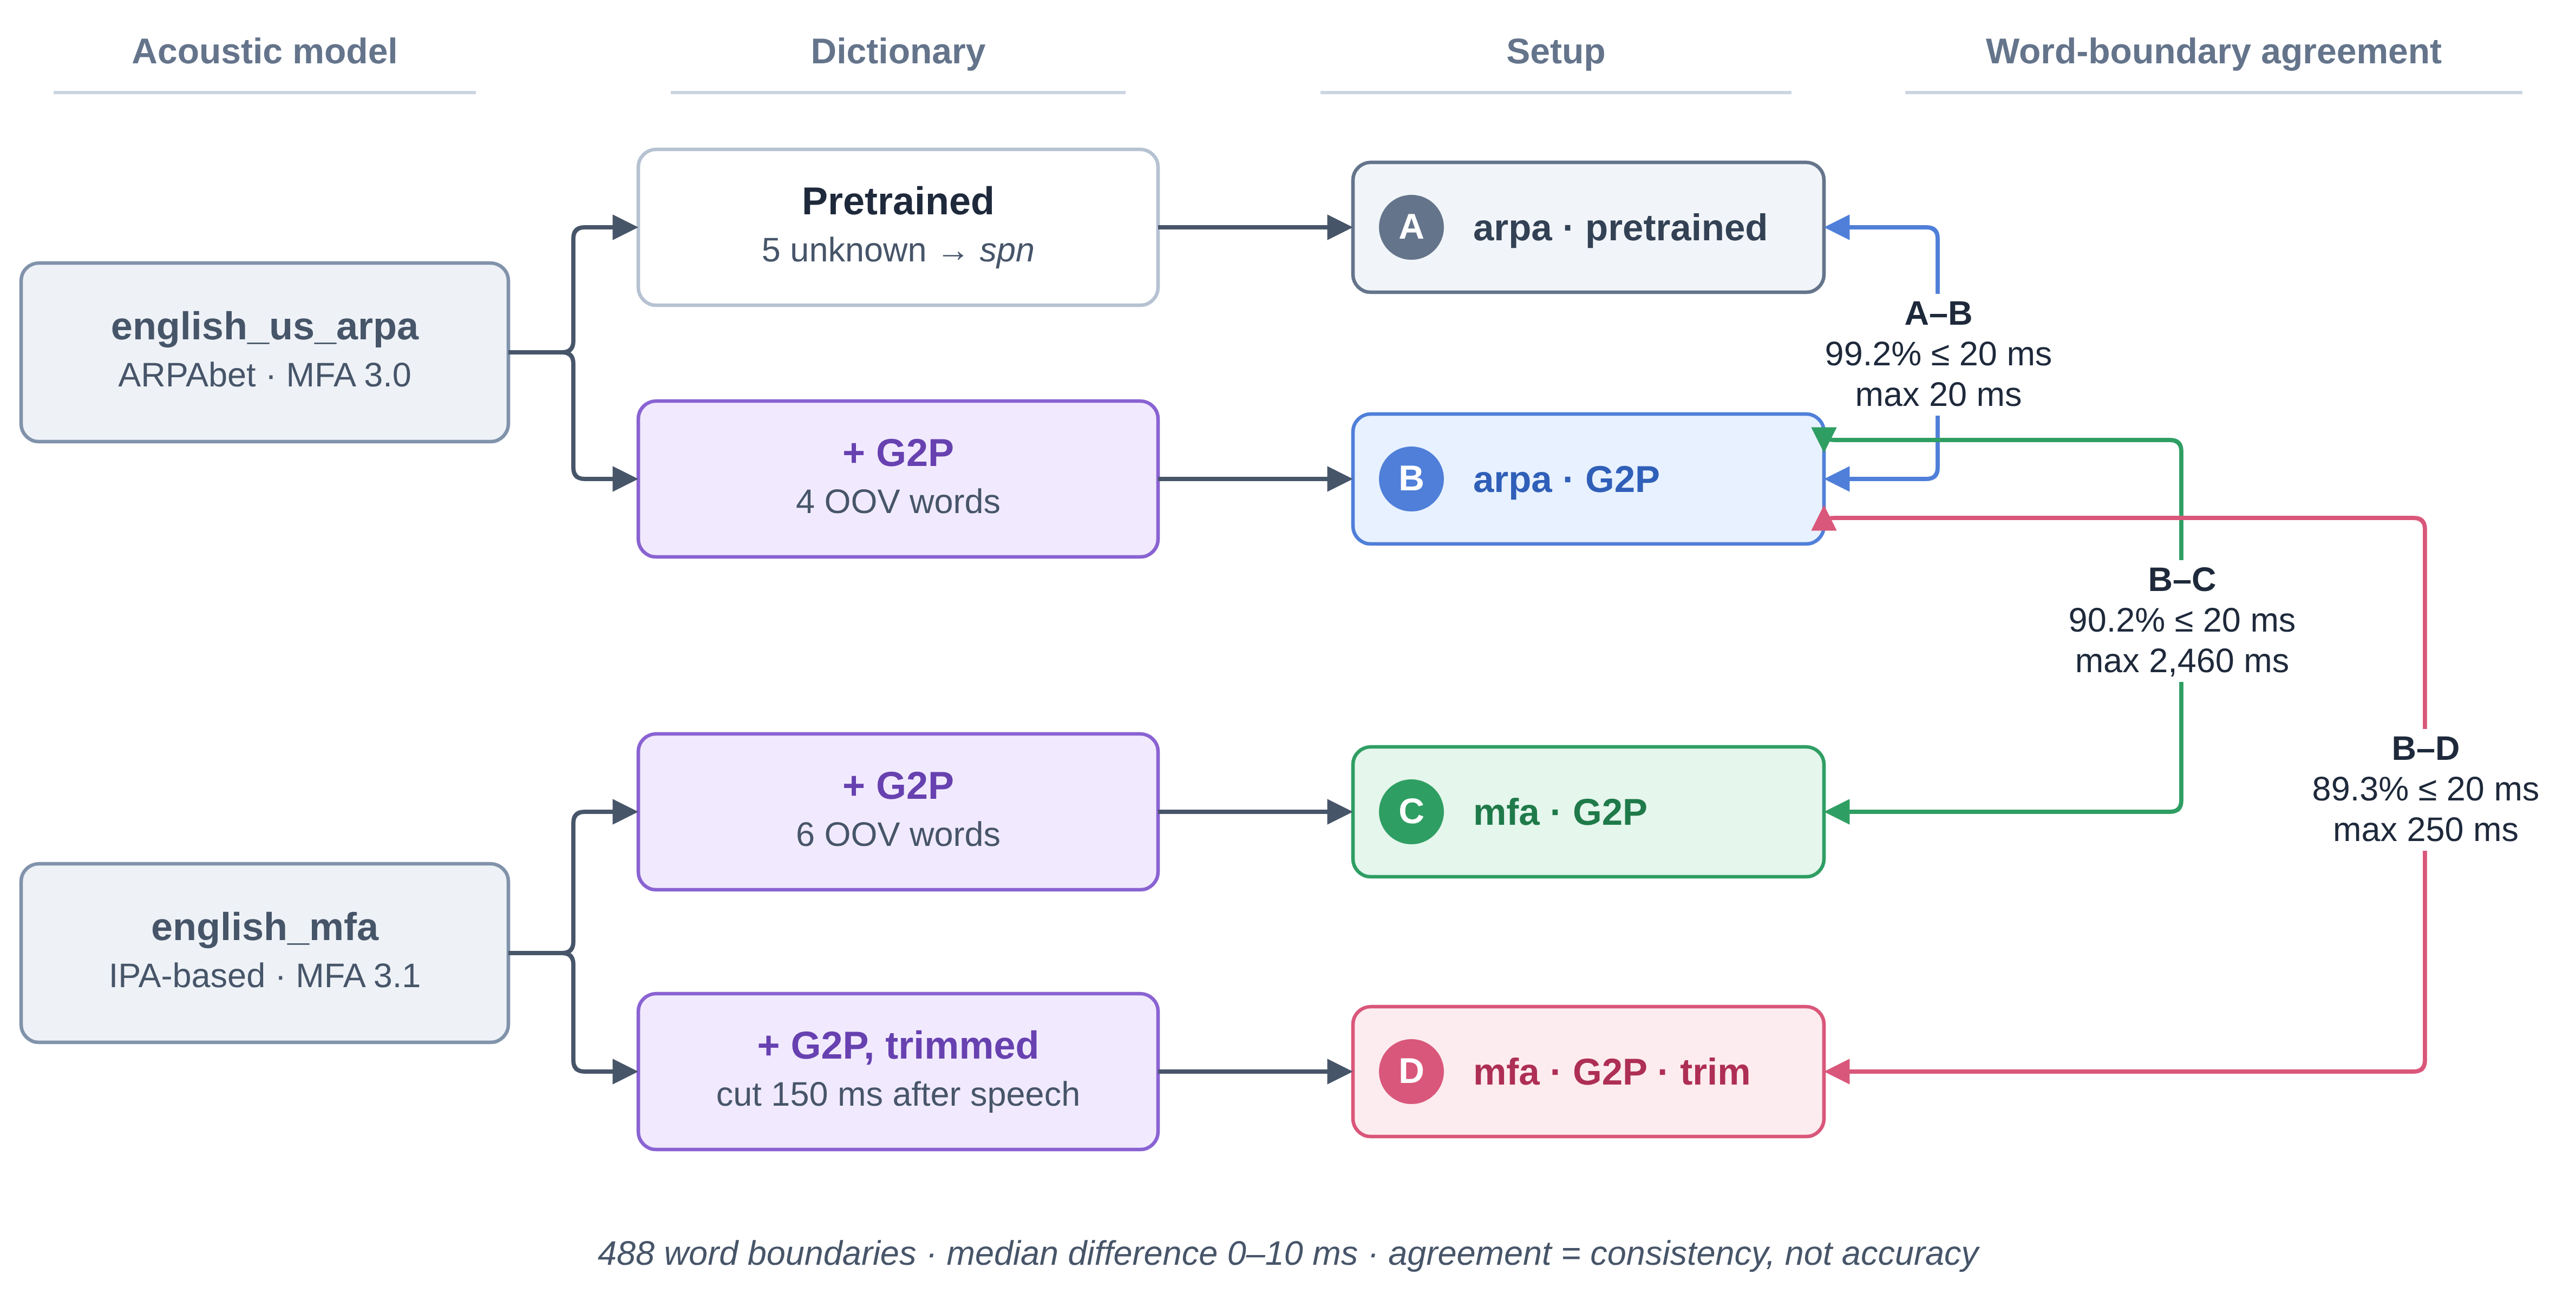 Acoustic model
Dictionary
Setup
Word-boundary agreement
english_us_arpa
ARPAbet · MFA 3.0
Pretrained
5 unknown → spn
A
arpa · pretrained
A–B
99.2% ≤ 20 ms
max 20 ms
+ G2P
4 OOV words
B
arpa · G2P
B–C
90.2% ≤ 20 ms
max 2,460 ms
english_mfa
IPA-based · MFA 3.1
+ G2P
6 OOV words
C
mfa · G2P
B–D
89.3% ≤ 20 ms
max 250 ms
+ G2P, trimmed
cut 150 ms after speech
D
mfa · G2P · trim
488 word boundaries · median difference 0–10 ms · agreement = consistency, not accuracy